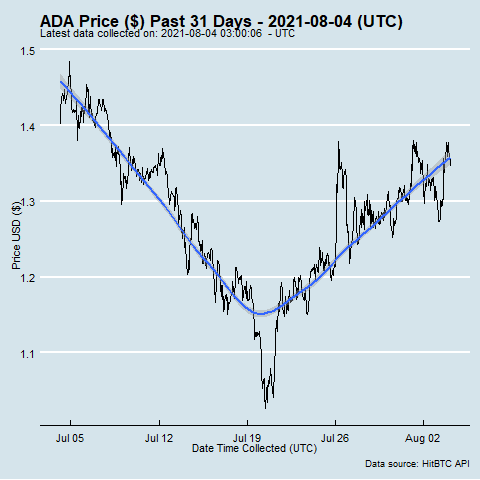 ADA Price ($) Past 31 Days - 2021-08-04 (UTC)
Latest data collected on: 2021-08-04 03:00:06 - UTC
1.5
1.4
1.3
1.2
1.1
Price USD ($)
Jul 05 Jul 12 Jul 19 Jul 26 Aug 02
Date Time Collected (UTC)
Data source: HitBTC API